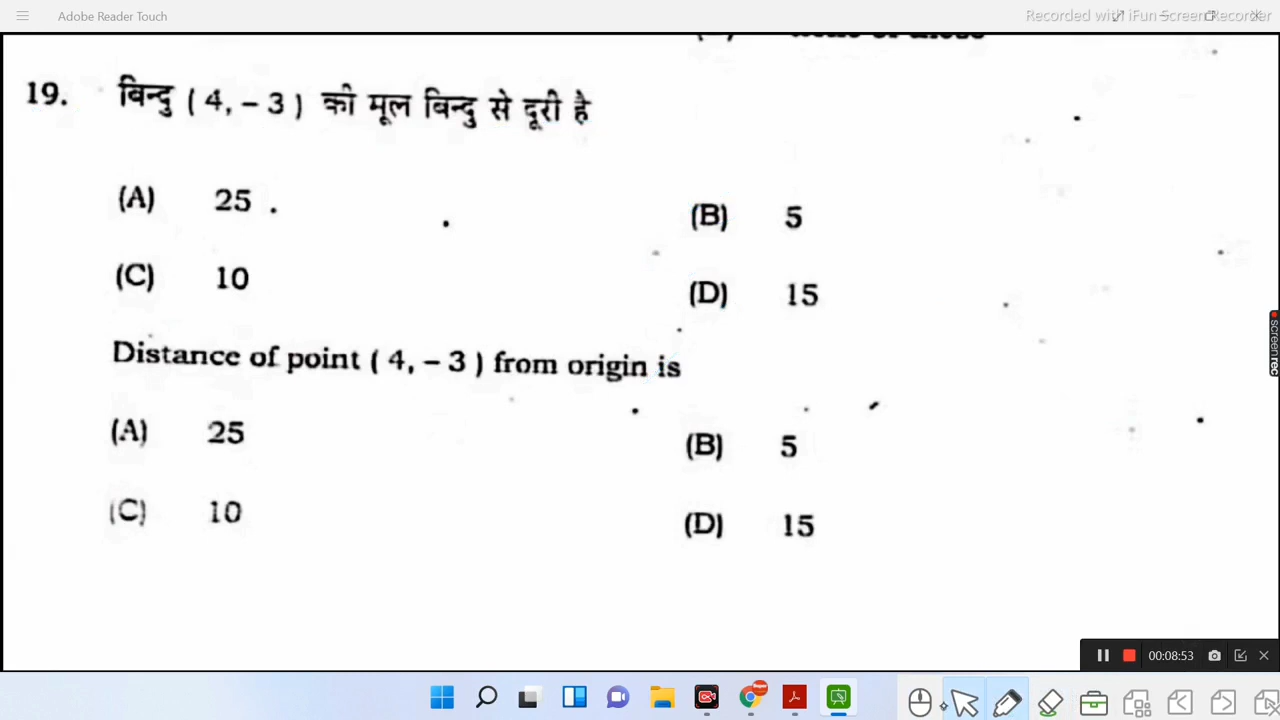 Adobe Reader Touch
Recorded with iFun Screen Recorder
19. बिन्दु ( 4, – 3 ) की मूल बिन्दु से दूरी है
(A) 25 .
(B) 5
(C) 10
(D) 15
Distance of point ( 4, – 3 ) from origin is
(A) 25
(B) 5
(C) 10
(D) 15
screenrec
00:08:53